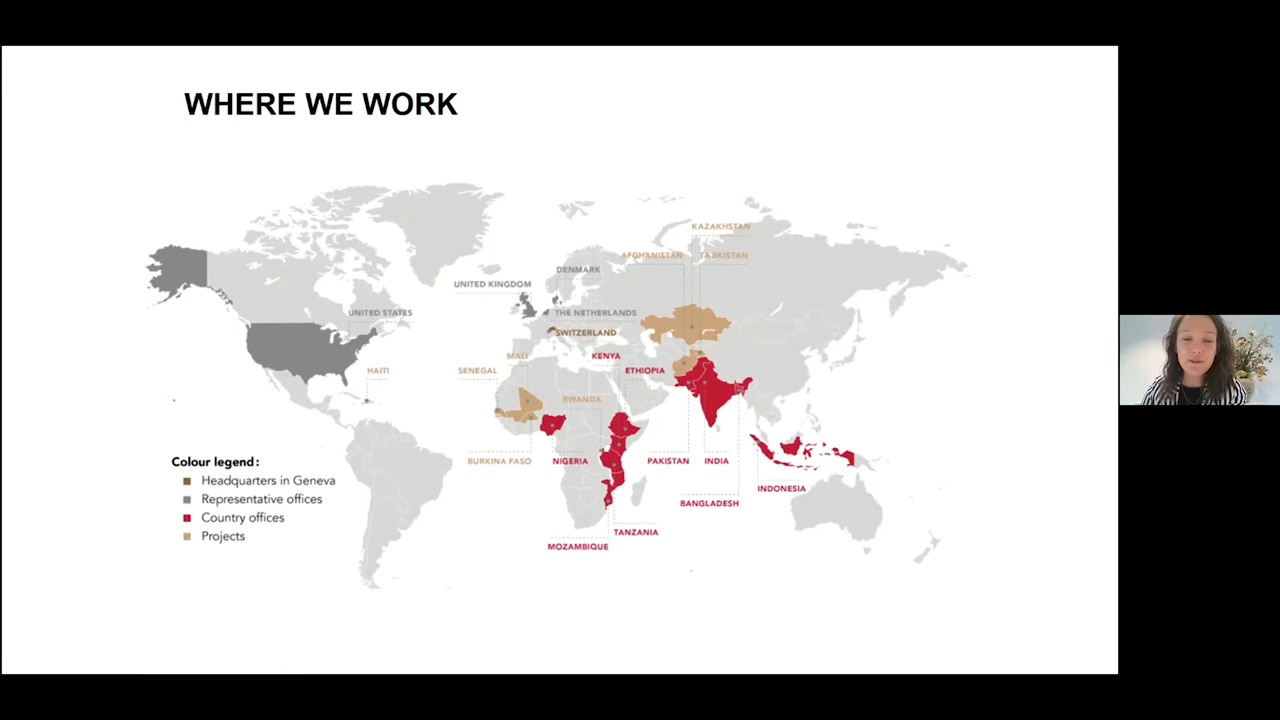 WHERE WE WORK
KAZAKHSTAN
AFGHANISTAN
TAJIKISTAN
DENMARK
UNITED KINGDOM
UNITED STATES
THE NETHERLANDS
SWITZERLAND
MALI
KENYA
HAITI
SENEGAL
ETHIOPIA
RWANDA
BURKINA FASO
NIGERIA
PAKISTAN
INDIA
INDONESIA
BANGLADESH
TANZANIA
MOZAMBIQUE
Colour legend:
Headquarters in Geneva
Representative offices
Country offices
Projects